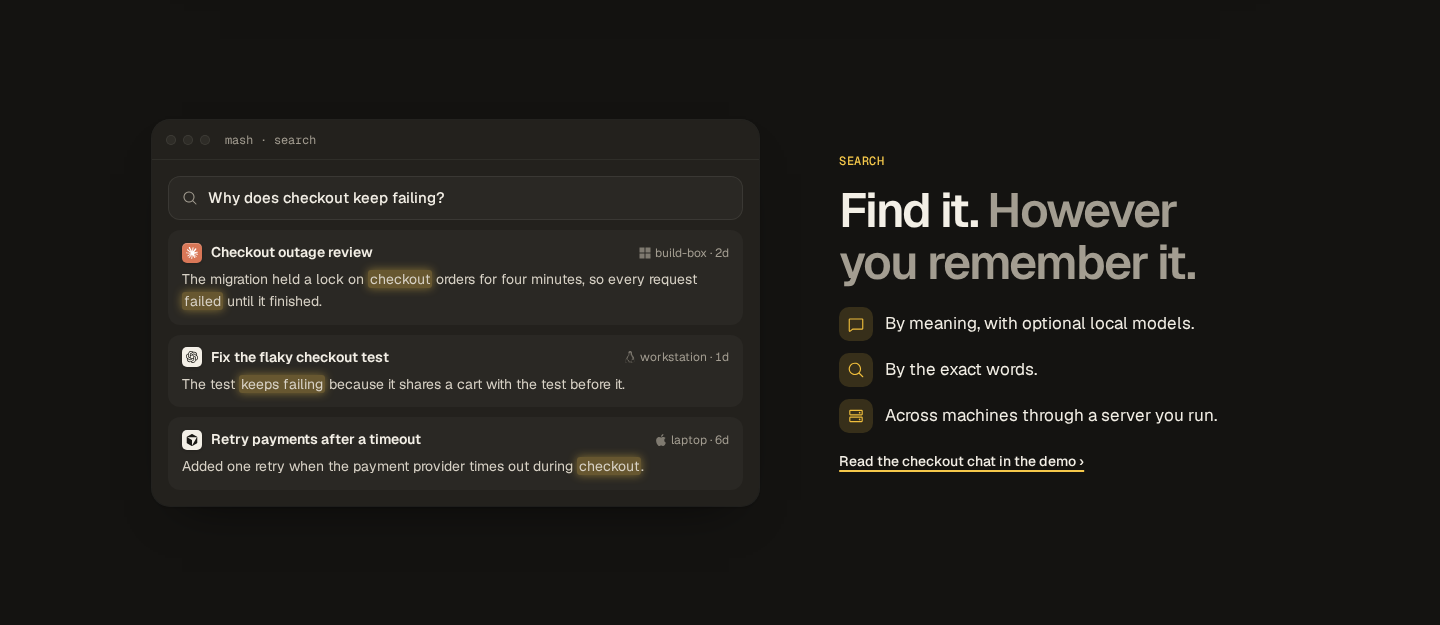 mash · search
Why does checkout keep failing?
Checkout outage review
build-box · 2d
The migration held a lock on checkout orders for four minutes, so every request
failed until it finished.
Fix the flaky checkout test
workstation · 1d
The test keeps failing because it shares a cart with the test before it.
Retry payments after a timeout
laptop · 6d
Added one retry when the payment provider times out during checkout.
SEARCH
Find it. However
you remember it.
By meaning, with optional local models.
By the exact words.
Across machines through a server you run.
Read the checkout chat in the demo ›